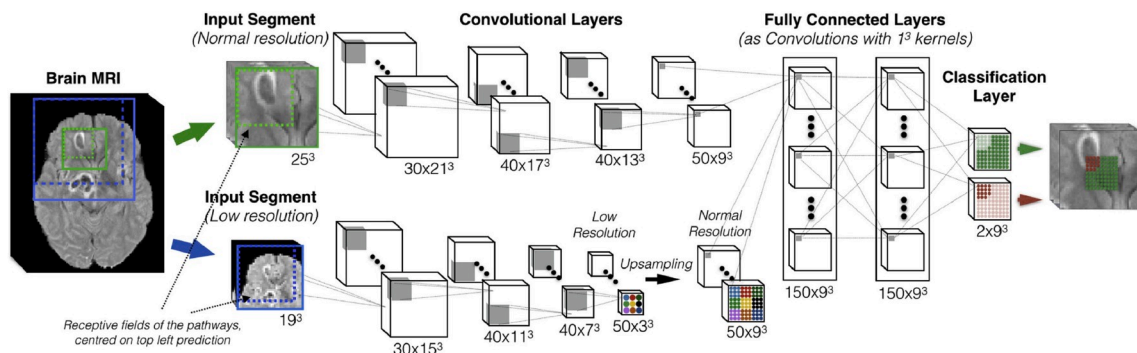 Brain MRI
Input Segment
(Normal resolution)
25³
Convolutional Layers
30x21³
40x17³
40x13³
50x9³
Fully Connected Layers
(as Convolutions with 1³ kernels)
150x9³
150x9³
Classification
Layer
2x9³
Input Segment
(Low resolution)
19³
30x15³
40x11³
40x7³
Low
Resolution
50x3³
Upsampling
Normal
Resolution
50x9³
Receptive fields of the pathways,
centred on top left prediction